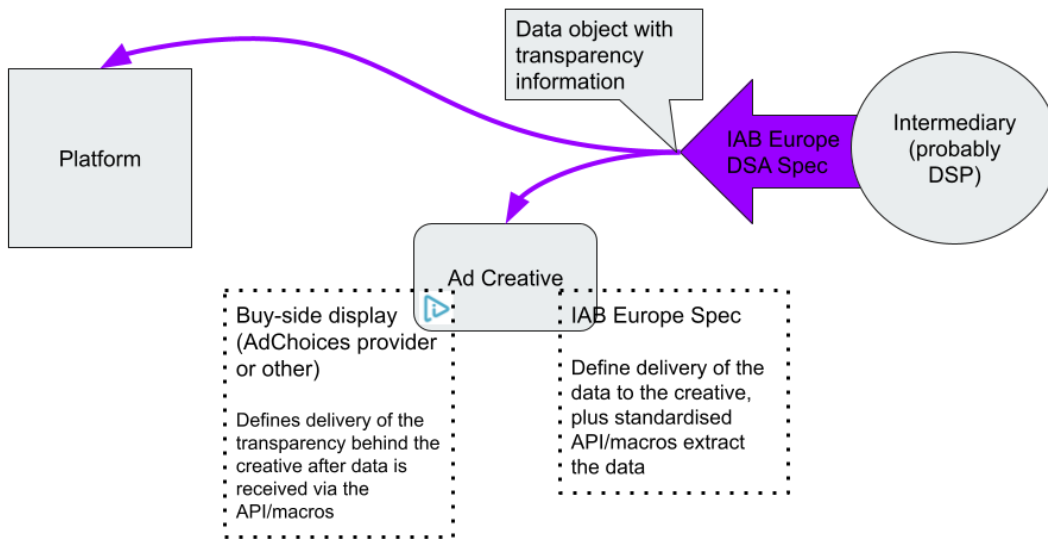 Data object with
transparency
information
Platform
IAB Europe
DSA Spec
Intermediary
(probably
DSP)
Ad Creative
Buy-side display
(AdChoices provider
or other)
Defines delivery of the
transparency behind the
creative after data is
received via the
API/macros
IAB Europe Spec
Define delivery of the
data to the creative,
plus standardised
API/macros extract
the data